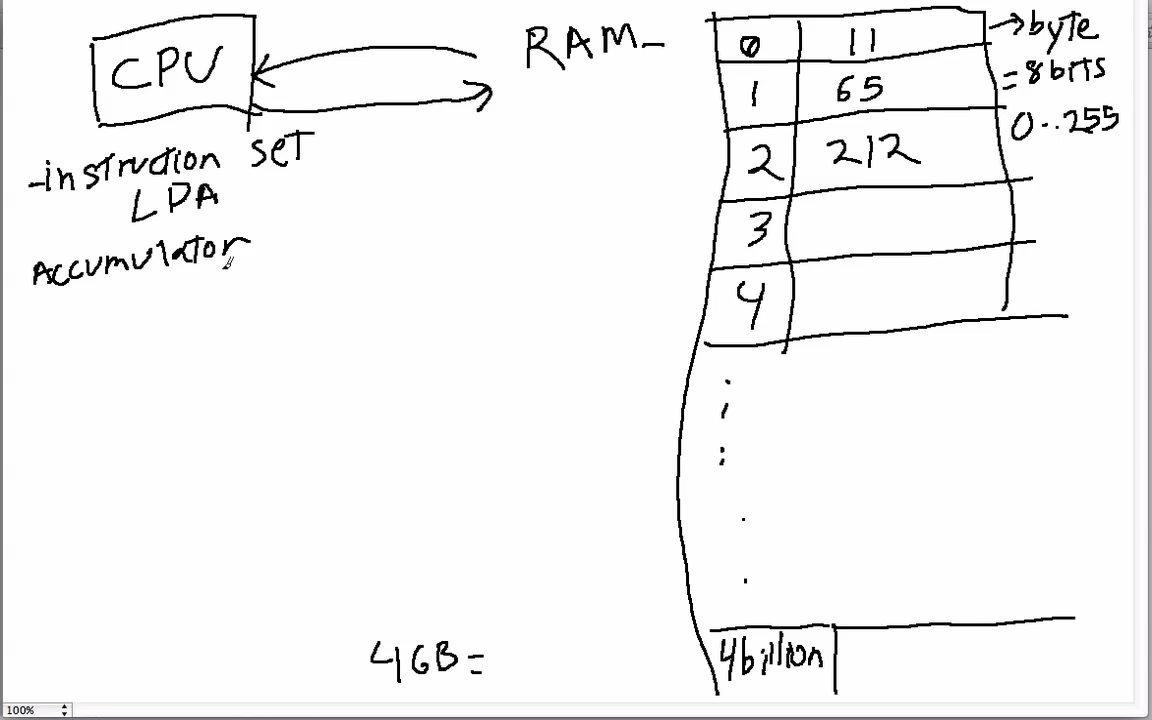 CPU
-instruction set
LDA
Accumulator
RAM-
0 11
1 65
2 212
3
4
4billion
→byte
=8bits
0..255
4GB=
100%